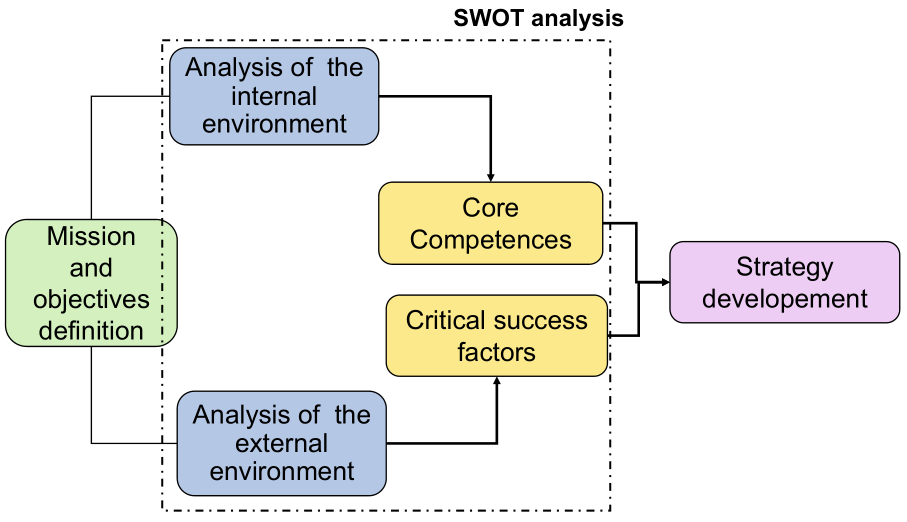 SWOT analysis
Analysis of  the
internal
environment
Core
Competences
Mission
and
objectives
definition
Strategy
developement
Critical success
factors
Analysis of  the
external
environment